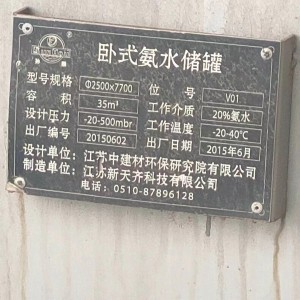 卧式氨水储罐
型号规格 Φ2500×7700 位号 V01
容积 35m³ 工作介质 20%氨水
设计压力 -20-500mbr 工作温度 -20-40℃
出厂编号 20150602 出厂日期 2015年6月
设计单位：江苏中建材环保研究院有限公司
制造单位：江苏新天齐科技有限公司
电话：0510-87896128